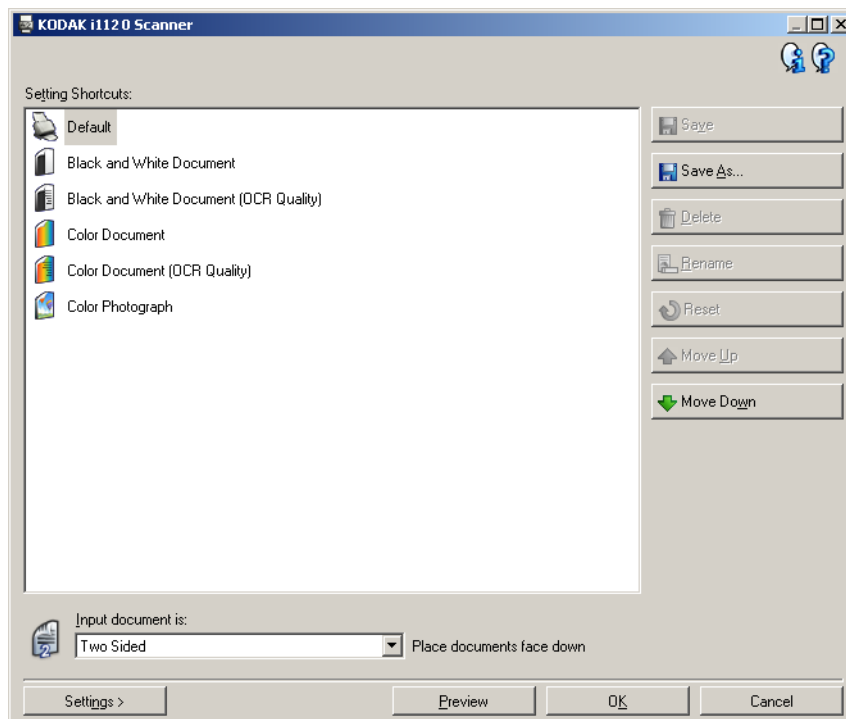 KODAK i1120 Scanner
Setting Shortcuts:
Default
Black and White Document
Black and White Document (OCR Quality)
Color Document
Color Document (OCR Quality)
Color Photograph
Save
Save As...
Delete
Rename
Reset
Move Up
Move Down
Input document is:
2
Two Sided
Place documents face down
Settings >
Preview
OK
Cancel